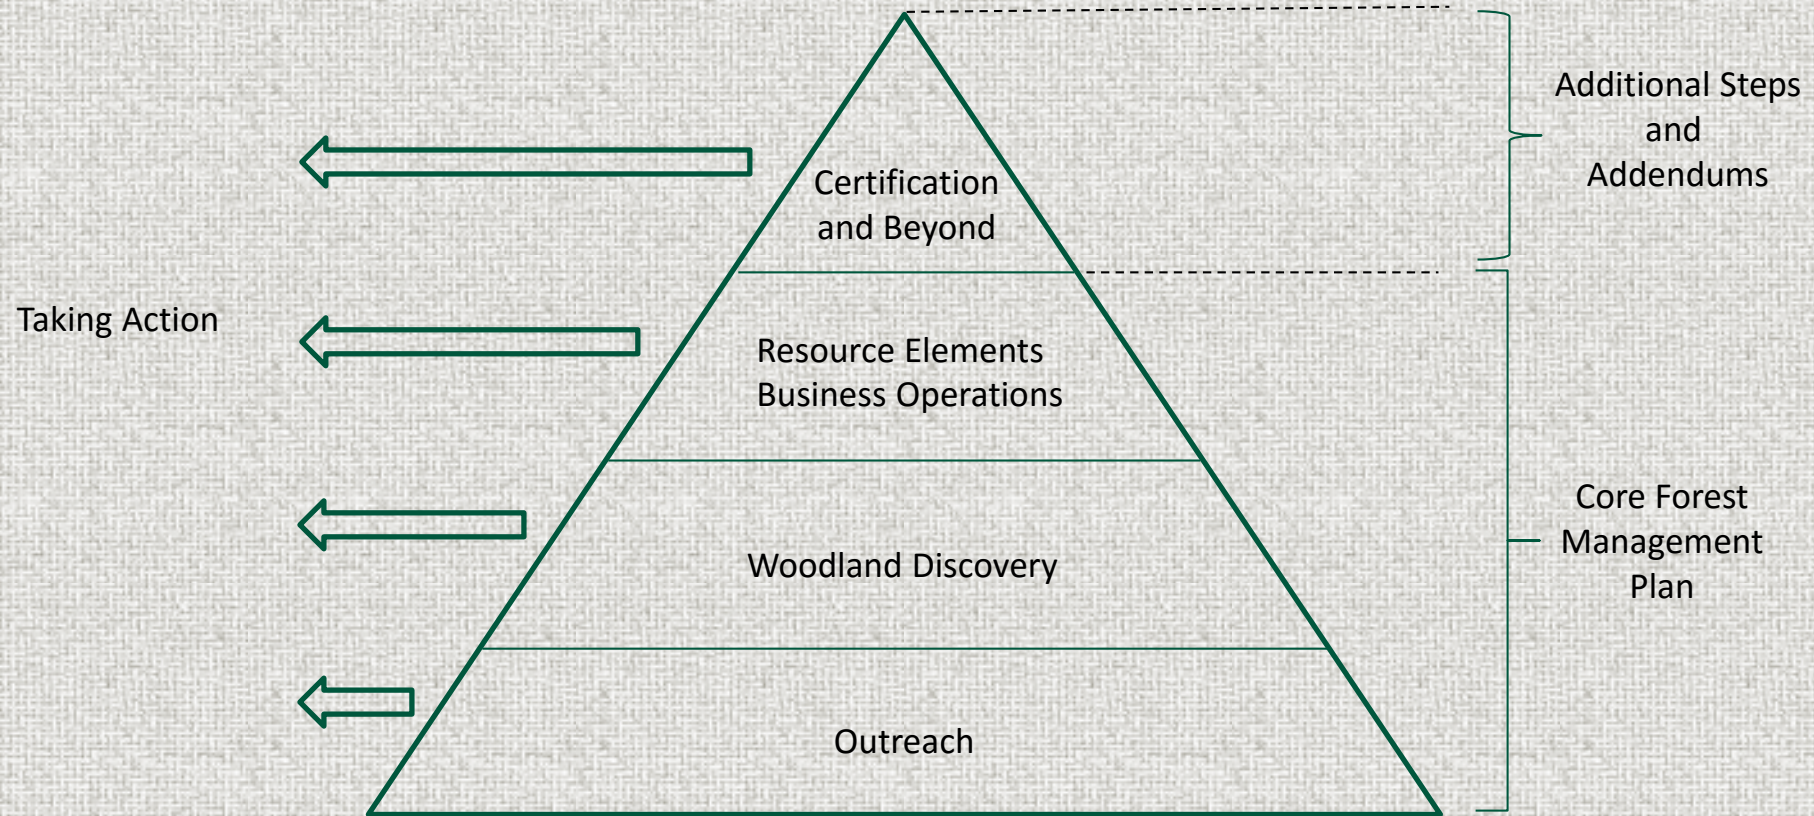 Additional Steps
and
Addendums
Certification
and Beyond
Taking Action
Resource Elements
Business Operations
Core Forest
Management
Plan
Woodland Discovery
Outreach